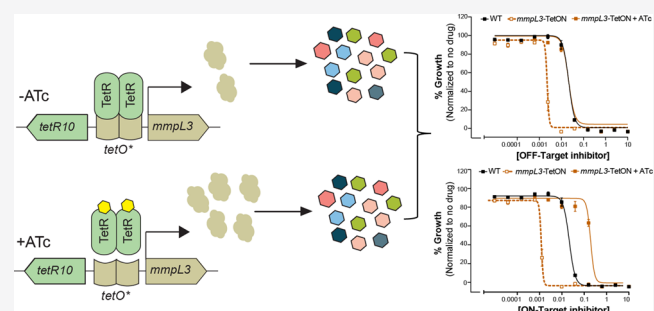 -ATc
TetR
TetR
tetR10
mmpL3
tetO*
+ATc
TetR
TetR
tetR10
mmpL3
tetO*
WT mmpL3-TetON mmpL3-TetON + ATc
% Growth
(Normalized to no drug)
120
100
80
60
40
20
0
0.0001 0.001 0.01 0.1 1 10
[OFF-Target inhibitor]
WT mmpL3-TetON mmpL3-TetON + ATc
% Growth
(Normalized to no drug)
120
100
80
60
40
20
0
0.0001 0.001 0.01 0.1 1 10
[ON-Target inhibitor]